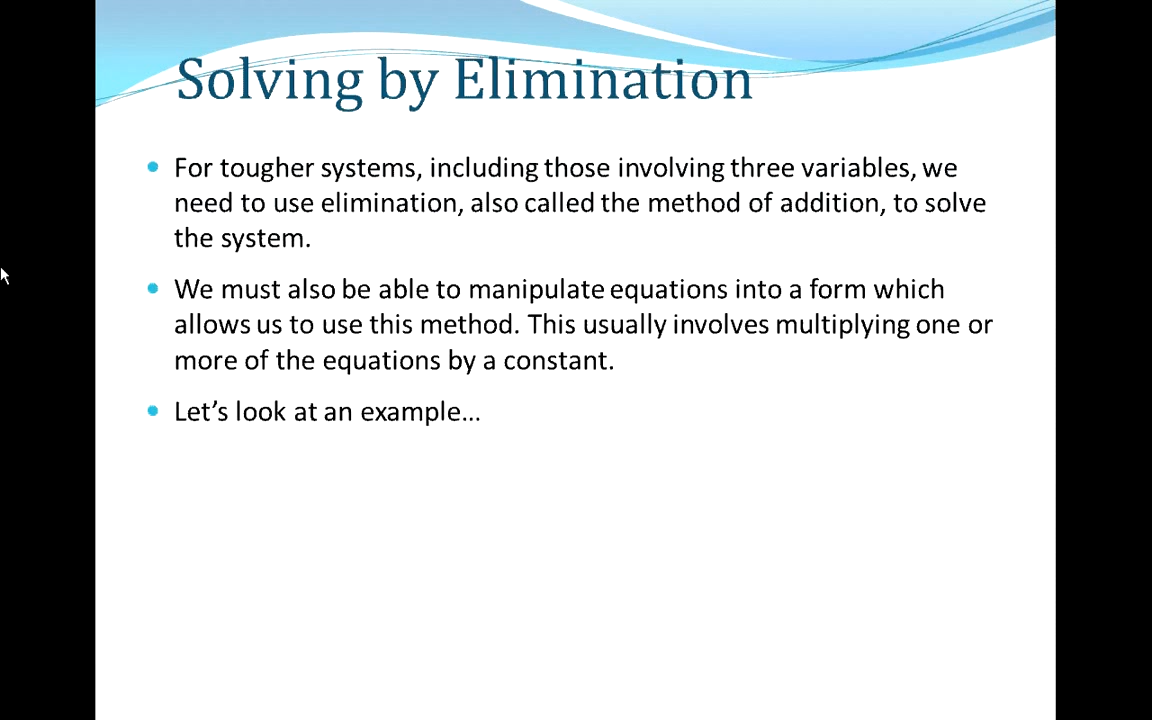 Solving by Elimination
• For tougher systems, including those involving three variables, we
need to use elimination, also called the method of addition, to solve
the system.
• We must also be able to manipulate equations into a form which
allows us to use this method. This usually involves multiplying one or
more of the equations by a constant.
• Let’s look at an example…